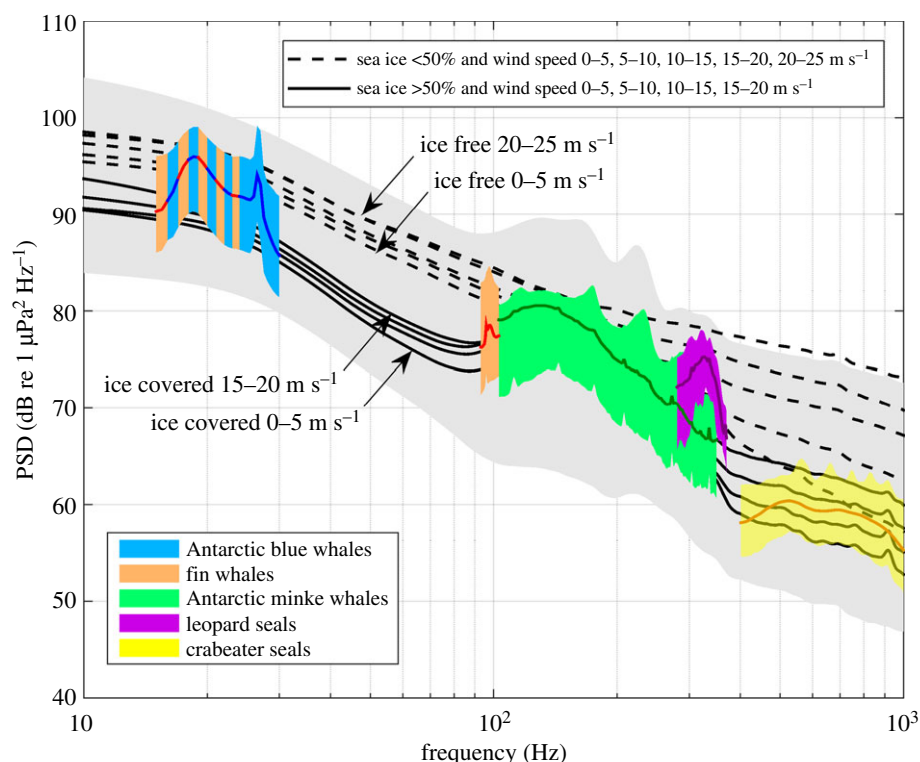 110
100
90
80
70
60
50
40
PSD (dB re 1 μPa² Hz⁻¹)
sea ice <50% and wind speed 0–5, 5–10, 10–15, 15–20, 20–25 m s⁻¹
sea ice >50% and wind speed 0–5, 5–10, 10–15, 15–20 m s⁻¹
ice free 20–25 m s⁻¹
ice free 0–5 m s⁻¹
ice covered 15–20 m s⁻¹
ice covered 0–5 m s⁻¹
Antarctic blue whales
fin whales
Antarctic minke whales
leopard seals
crabeater seals
10 10² 10³
frequency (Hz)